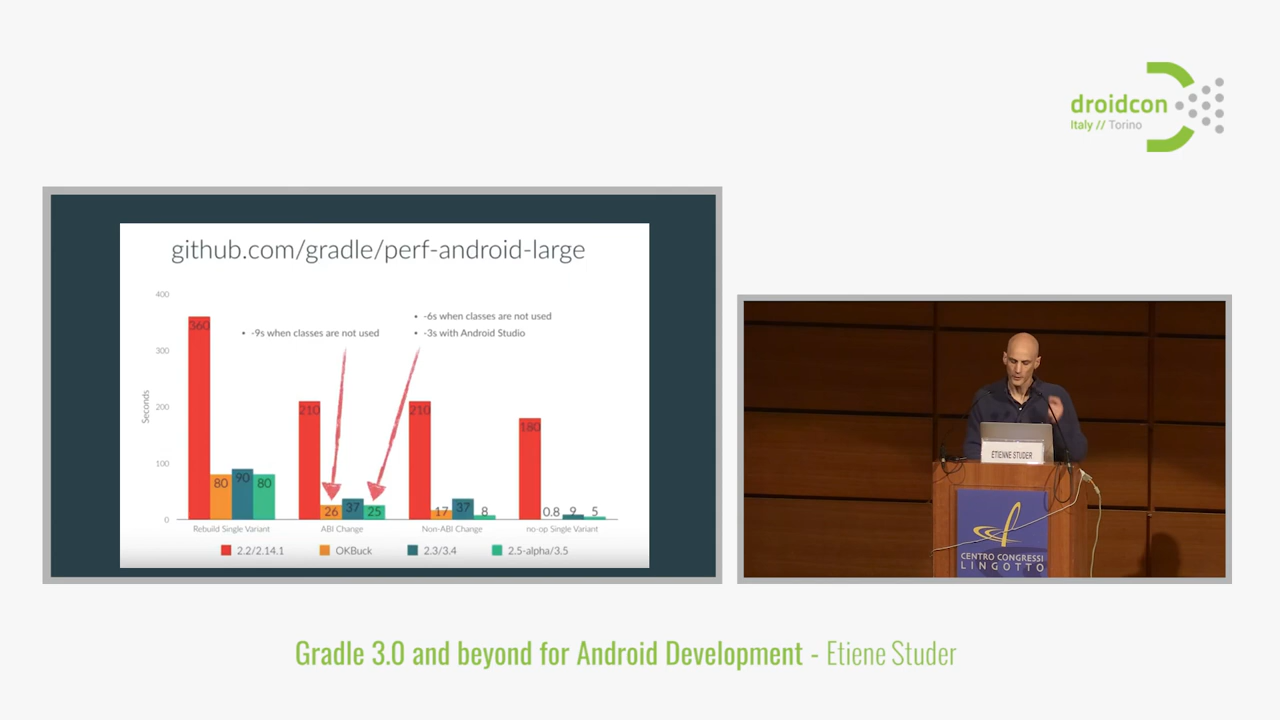 droidcon
Italy // Torino
github.com/gradle/perf-android-large
400
300
200
100
0
Seconds
• -9s when classes are not used
• -6s when classes are not used
• -3s with Android Studio
360
80
90
80
210
26
37
25
210
17
37
8
180
0.8
9
5
Rebuild Single Variant
ABI Change
Non-ABI Change
no-op Single Variant
2.2/2.14.1
OKBuck
2.3/3.4
2.5-alpha/3.5
ETIENNE STUDER
CENTRO CONGRESSI
LINGOTTO
Gradle 3.0 and beyond for Android Development - Etiene Studer